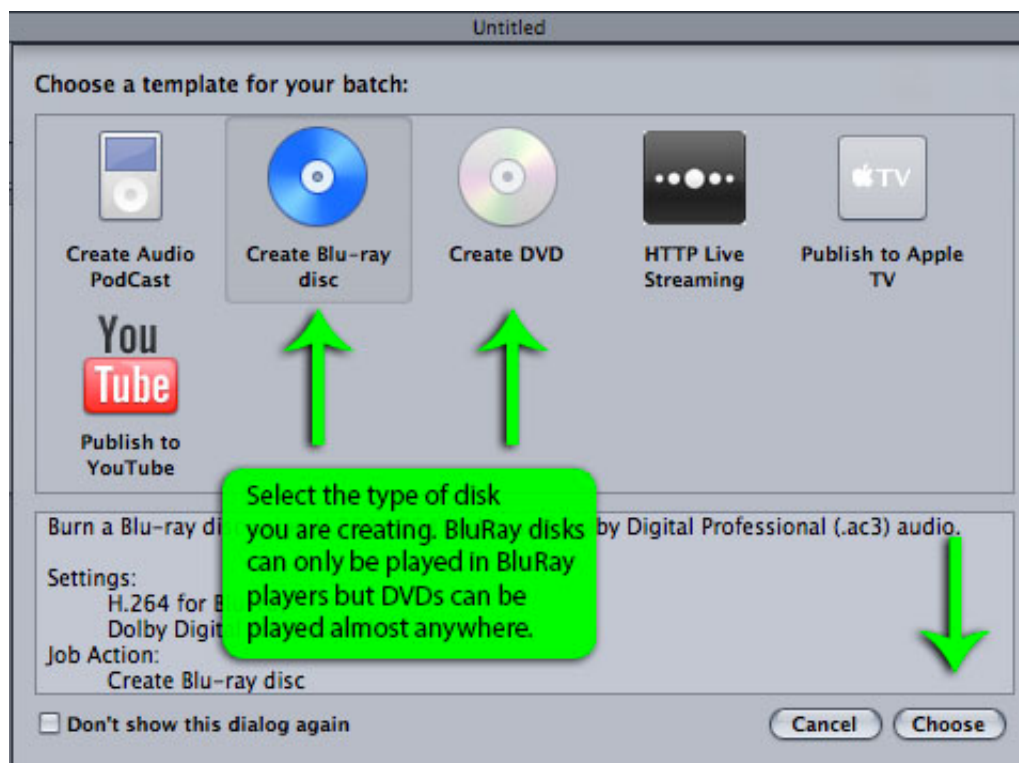 Untitled
Choose a template for your batch:
tv
Create Audio
PodCast
Create Blu-ray
disc
Create DVD
HTTP Live
Streaming
Publish to Apple
TV
You
Tube
Publish to
YouTube
Select the type of disk
you are creating. BluRay disks
can only be played in BluRay
players but DVDs can be
played almost anywhere.
Burn a Blu-ray by Digital Professional (.ac3) audio.
Settings:
H.264 for
Dolby
Job Action:
Create Blu-ray disc
Don't show this dialog again
Cancel
Choose